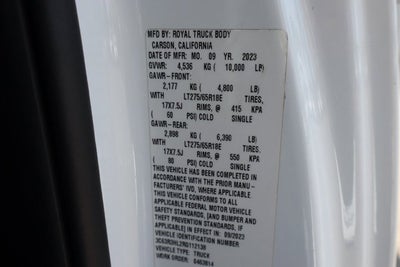 MFD BY: ROYAL TRUCK BODY
CARSON, CALIFORNIA
DATE OF MFR: MO. 09 YR. 2023
GVWR: 4,536 KG ( 10,000 LB)
GAWR-FRONT:
2,177 KG ( 4,800 LB)
WITH LT275/65R18E TIRES,
17X7.5J RIMS, @ 415 KPA
( 60 PSI) COLD SINGLE
GAWR-REAR:
2,898 KG ( 6,390 LB)
WITH LT275/65R18E TIRES,
17X7.5J RIMS, @ 550 KPA
( 80 PSI) COLD SINGLE
THIS VEHICLE HAS BEEN COMPLETED IN
ACCORDANCE WITH THE PRIOR MANU-
FACTURERS' IVD, WHERE APPLICABLE
THIS VEHICLE CONFORMS TO ALL
APPLICABLE FEDERAL MOTOR VEHICLE
SAFETY STANDARDS, [AND BUMPER AND
THEFT PREVENTION STANDARDS, IF
APPLICABLE] IN EFFECT IN 09/2023
VEHICLE IDENTIFICATION NUMBER:
TYPE VEHICLE: TRUCK
WORK ORDER: